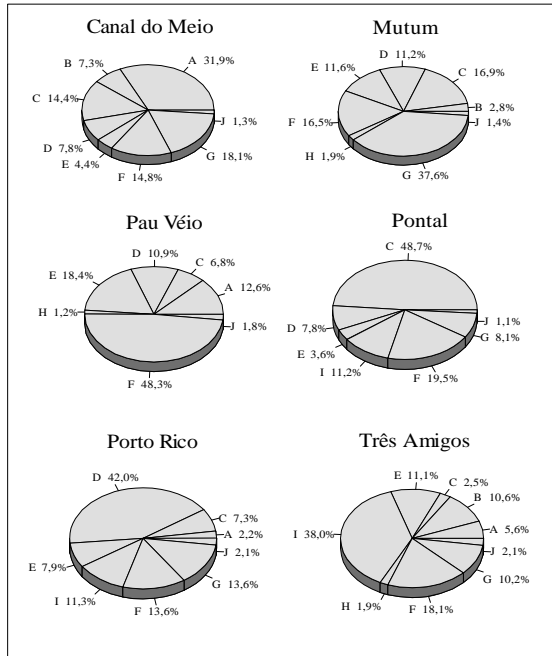 Canal do Meio
B 7,3%
A 31,9%
C 14,4%
J 1,3%
D 7,8%
E 4,4%
F 14,8%
G 18,1%
Mutum
D 11,2%
E 11,6%
C 16,9%
B 2,8%
J 1,4%
F 16,5%
H 1,9%
G 37,6%
Pau Véio
D 10,9%
C 6,8%
E 18,4%
A 12,6%
H 1,2%
J 1,8%
F 48,3%
Pontal
C 48,7%
J 1,1%
D 7,8%
G 8,1%
E 3,6%
I 11,2%
F 19,5%
Porto Rico
D 42,0%
C 7,3%
A 2,2%
J 2,1%
E 7,9%
G 13,6%
I 11,3%
F 13,6%
Três Amigos
E 11,1%
C 2,5%
B 10,6%
I 38,0%
A 5,6%
J 2,1%
G 10,2%
H 1,9%
F 18,1%